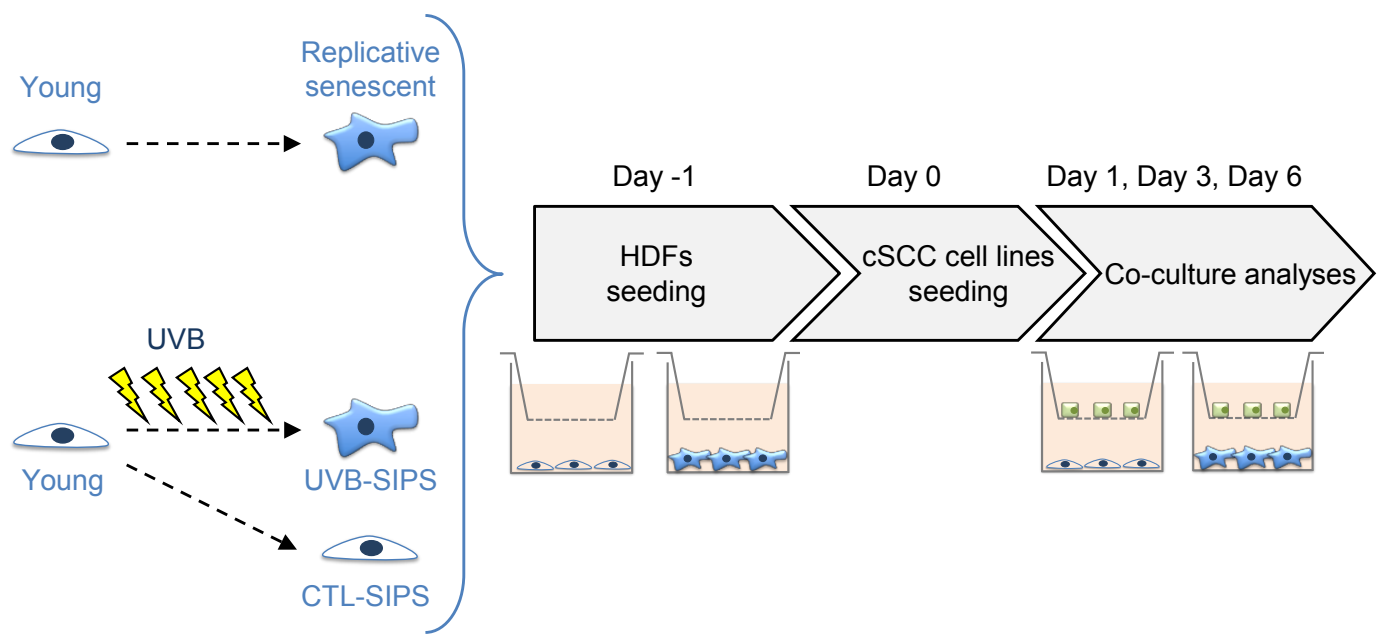 Young
Replicative
senescent
UVB
Young
UVB-SIPS
CTL-SIPS
Day -1
Day 0
Day 1, Day 3, Day 6
HDFs
seeding
cSCC cell lines
seeding
Co-culture analyses